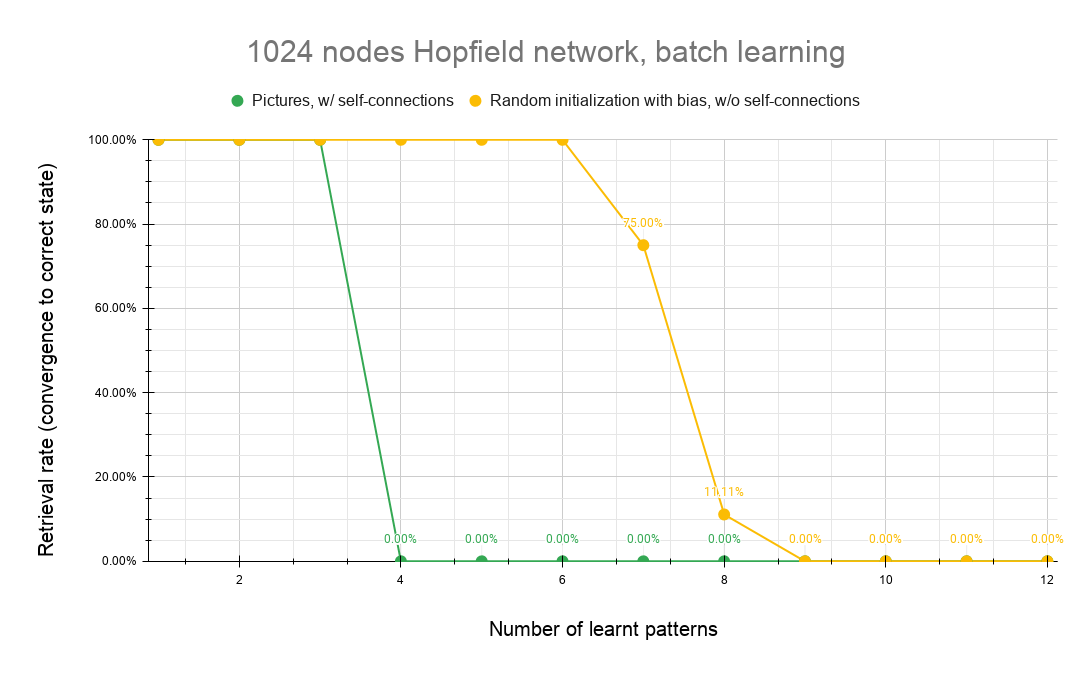 1024 nodes Hopfield network, batch learning
Pictures, w/ self-connections Random initialization with bias, w/o self-connections
Retrieval rate (convergence to correct state)
100.00%
80.00%
60.00%
40.00%
20.00%
0.00%
75.00%
11.11%
0.00% 0.00% 0.00% 0.00% 0.00% 0.00% 0.00% 0.00% 0.00%
2 4 6 8 10 12
Number of learnt patterns